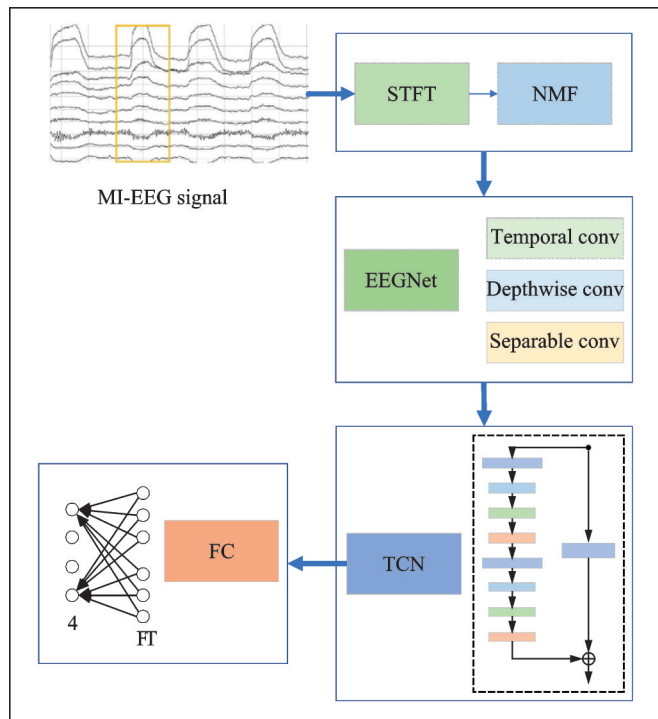 STFT
NMF
MI-EEG signal
EEGNet
Temporal conv
Depthwise conv
Separable conv
TCN
FC
4
FT